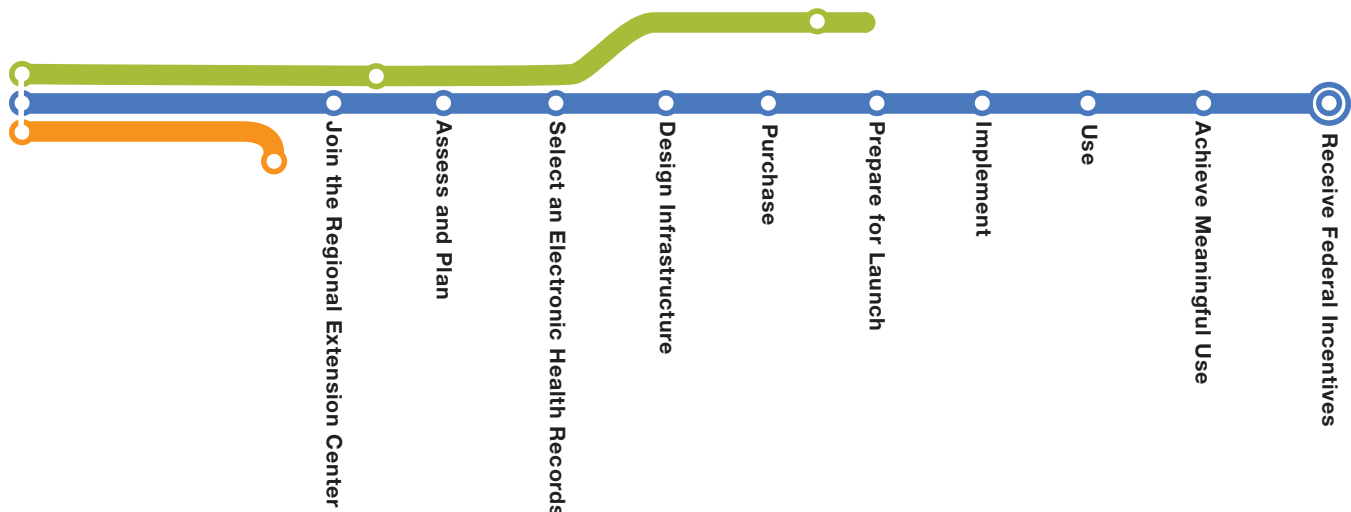 Join the Regional Extension Center
Assess and Plan
Select an Electronic Health Records
Design Infrastructure
Purchase
Prepare for Launch
Implement
Use
Achieve Meaningful Use
Receive Federal Incentives